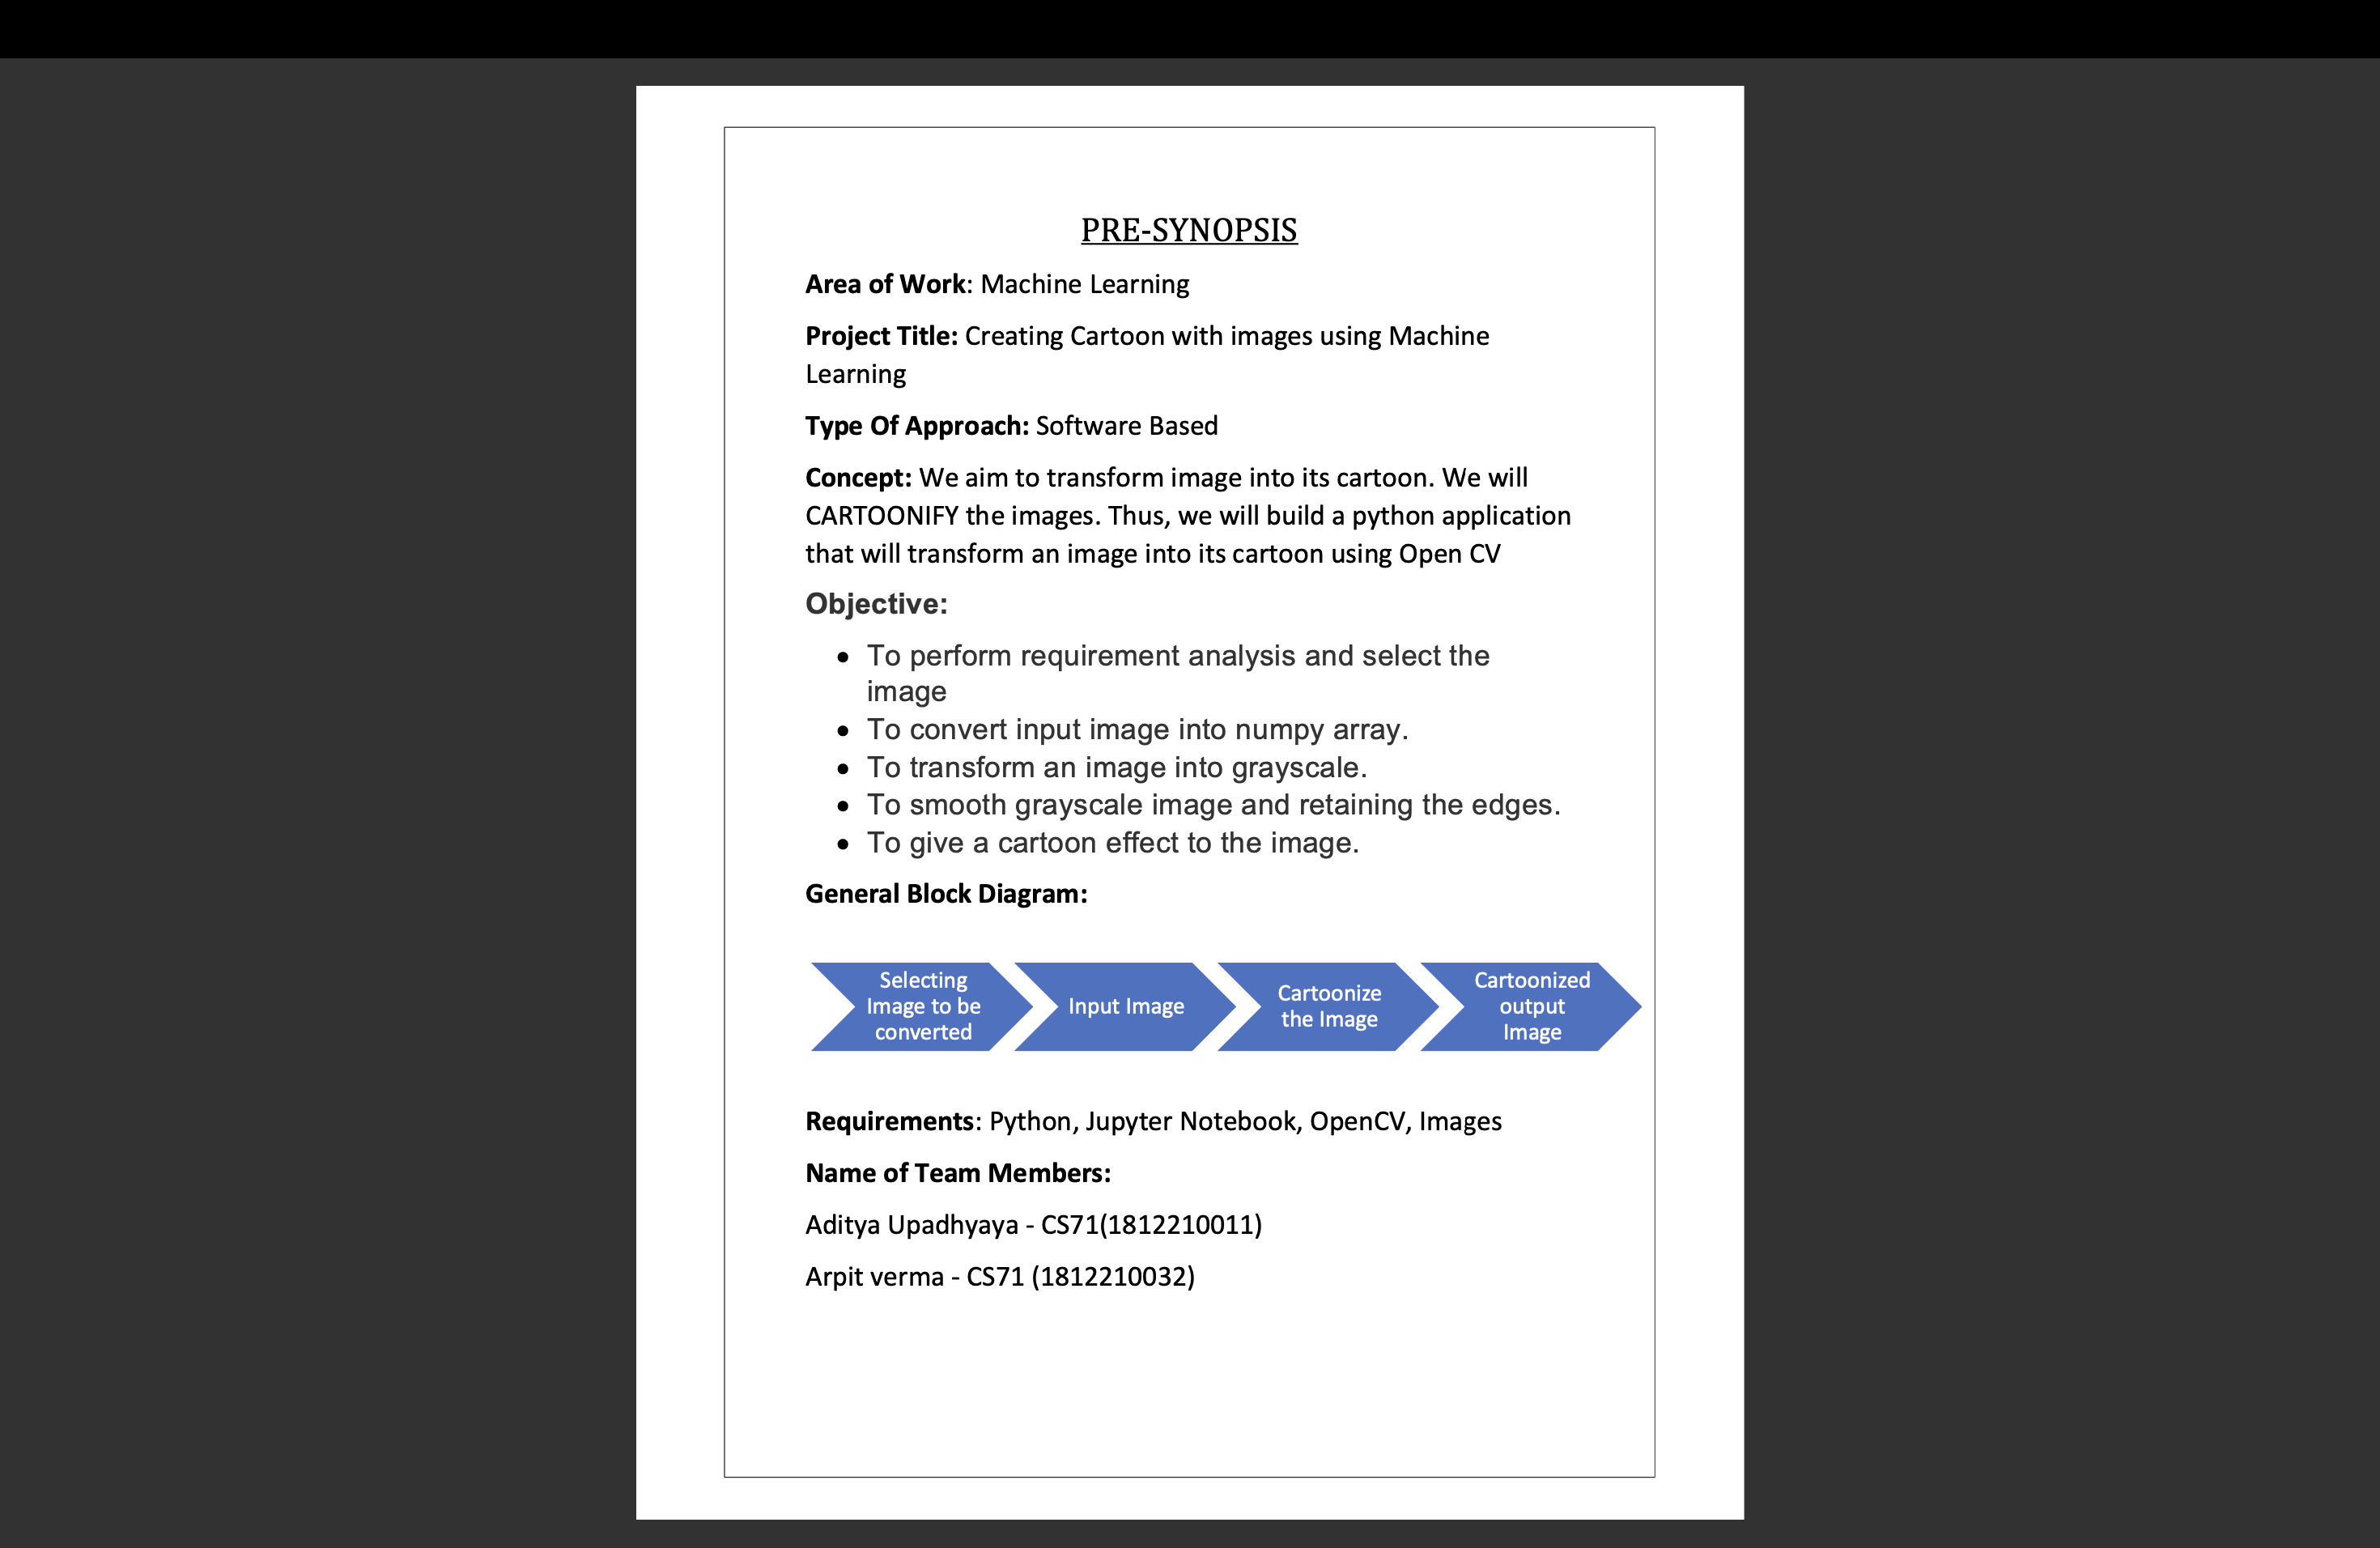 PRE-SYNOPSIS
Area of Work: Machine Learning
Project Title: Creating Cartoon with images using Machine
Learning
Type Of Approach: Software Based
Concept: We aim to transform image into its cartoon. We will
CARTOONIFY the images. Thus, we will build a python application
that will transform an image into its cartoon using Open CV
Objective:
• To perform requirement analysis and select the
image
• To convert input image into numpy array.
• To transform an image into grayscale.
• To smooth grayscale image and retaining the edges.
• To give a cartoon effect to the image.
General Block Diagram:
Selecting
Image to be
converted
Input Image
Cartoonize
the Image
Cartoonized
output
Image
Requirements: Python, Jupyter Notebook, OpenCV, Images
Name of Team Members:
Aditya Upadhyaya - CS71(1812210011)
Arpit verma - CS71 (1812210032)